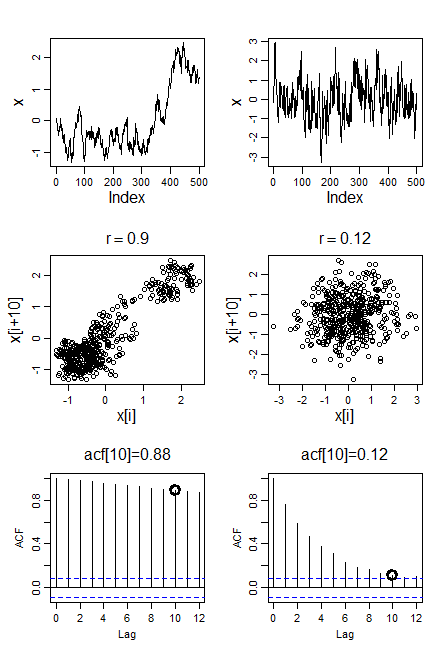 x
2
1
0
-1
0 100 200 300 400 500
Index
x
3
2
1
0
-1
-2
-3
0 100 200 300 400 500
Index
r = 0.9
x[i+10]
2
1
0
-1
-1 0 1 2
x[i]
r = 0.12
x[i+10]
2
1
0
-1
-2
-3
-3 -2 -1 0 1 2 3
x[i]
acf[10]=0.88
ACF
0.8
0.4
0.0
0 2 4 6 8 10 12
Lag
acf[10]=0.12
ACF
0.8
0.4
0.0
0 2 4 6 8 10 12
Lag